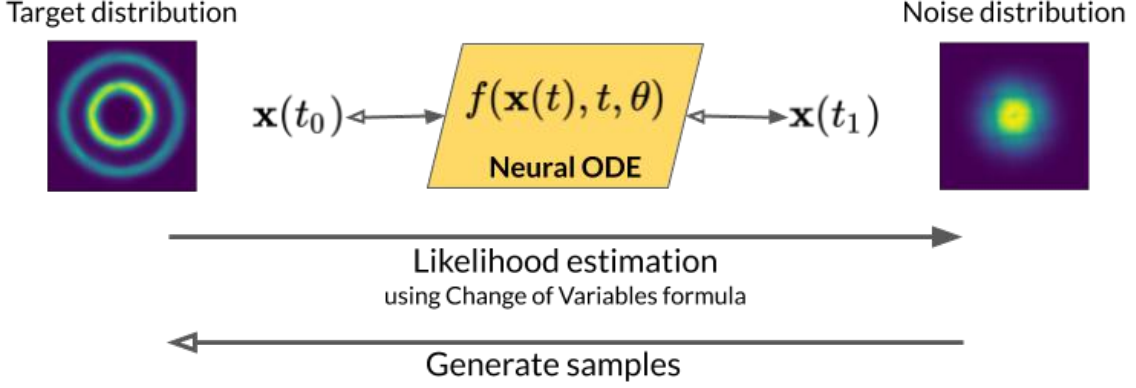 Target distribution
Noise distribution
x(t₀)
f(x(t), t, θ)
x(t₁)
Neural ODE
Likelihood estimation
using Change of Variables formula
Generate samples